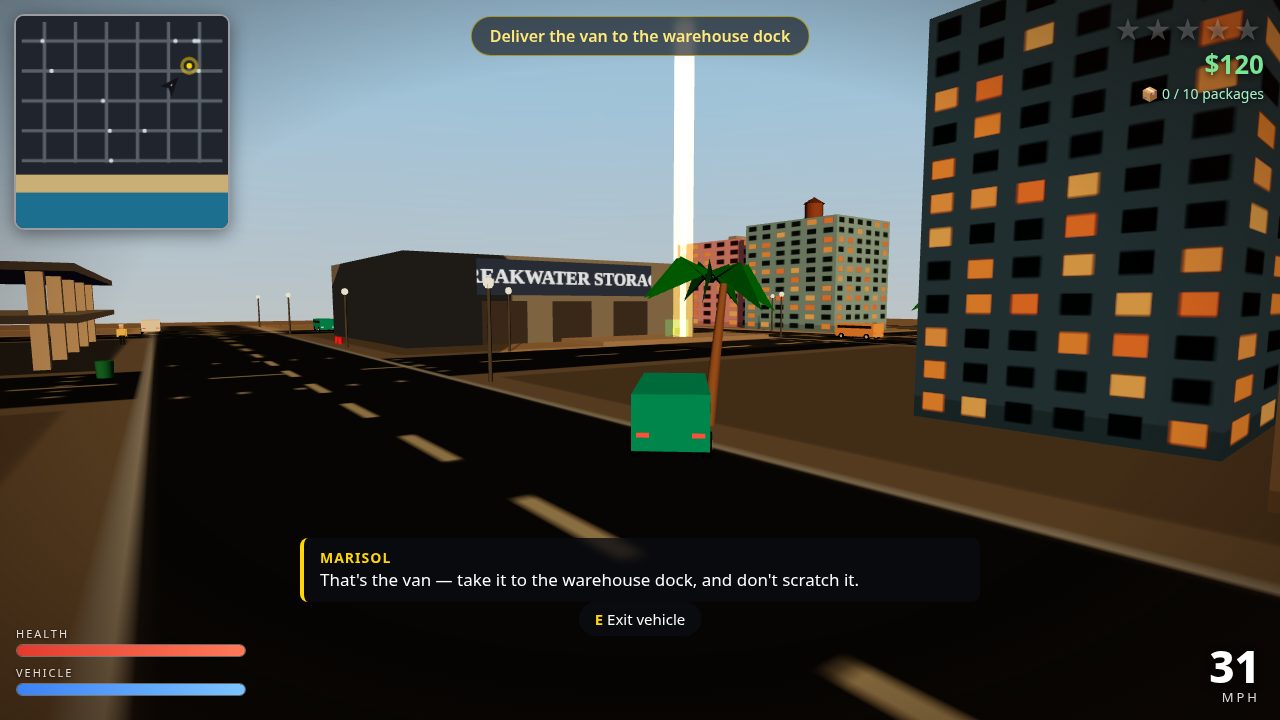 Deliver the van to the warehouse dock
$120
0 / 10 packages
EAKWATER STORAG
MARISOL
That's the van — take it to the warehouse dock, and don't scratch it.
E Exit vehicle
HEALTH
VEHICLE
31
MPH